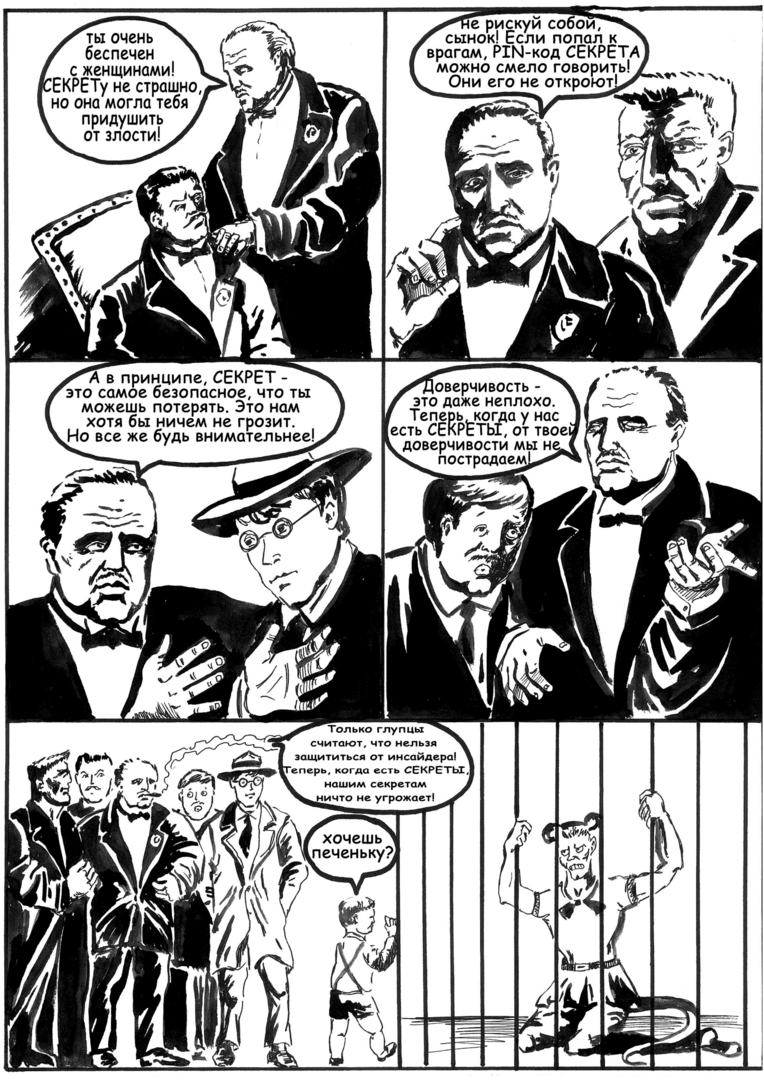 ты очень
беспечен
с женщинами!
СЕКРЕТу не страшно,
но она могла тебя
придушить
от злости!
не рискуй собой,
сынок! Если попал к
врагам, PIN-код СЕКРЕТА
можно смело говорить!
Они его не откроют!
А в принципе, СЕКРЕТ -
это самое безопасное, что ты
можешь потерять. Это нам
хотя бы ничем не грозит.
Но все же будь внимательнее!
Доверчивость -
это даже неплохо.
Теперь, когда у нас
есть СЕКРЕТЫ, от твоей
доверчивости мы не
пострадаем!
Только глупцы
считают, что нельзя
защититься от инсайдера!
Теперь, когда есть СЕКРЕТЫ,
нашим секретам
ничто не угрожает!
хочешь
печеньку?